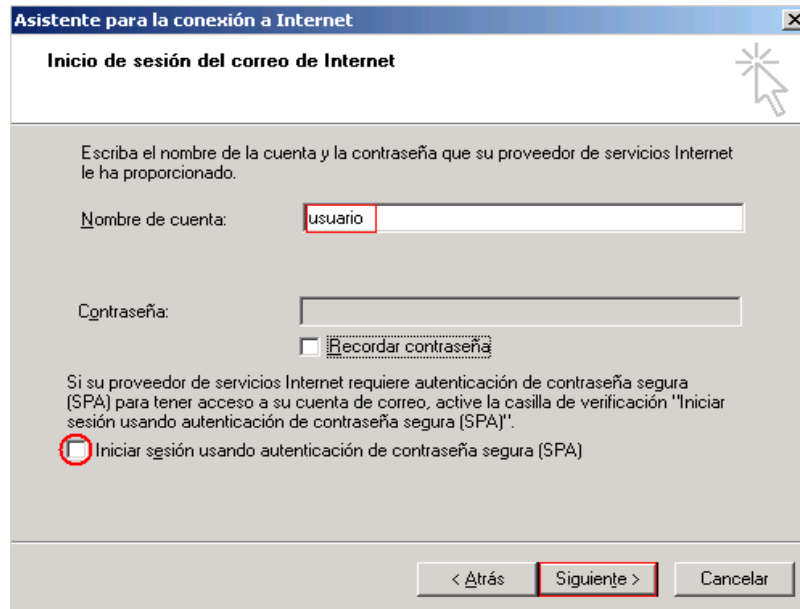 Asistente para la conexión a Internet
Inicio de sesión del correo de Internet
Escriba el nombre de la cuenta y la contraseña que su proveedor de servicios Internet
le ha proporcionado.
Nombre de cuenta:
usuario
Contraseña:
Recordar contraseña
Si su proveedor de servicios Internet requiere autenticación de contraseña segura
(SPA) para tener acceso a su cuenta de correo, active la casilla de verificación "Iniciar
sesión usando autenticación de contraseña segura (SPA)".
Iniciar sesión usando autenticación de contraseña segura (SPA)
< Atrás
Siguiente >
Cancelar